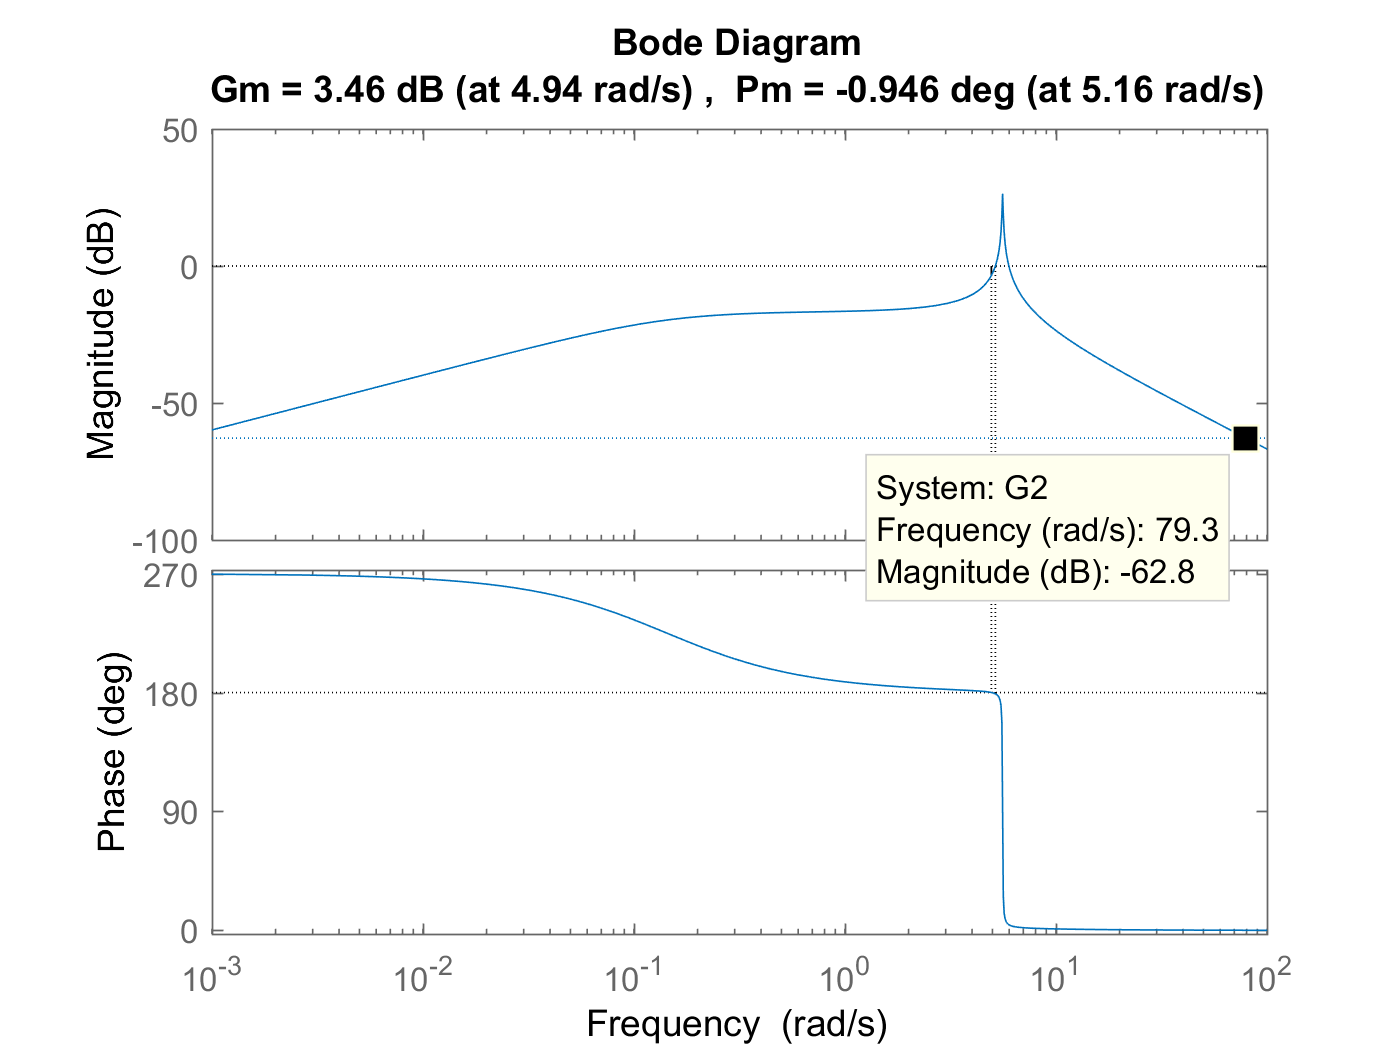 Bode Diagram
Gm = 3.46 dB (at 4.94 rad/s) ,  Pm = -0.946 deg (at 5.16 rad/s)
50
0
-50
-100
Magnitude (dB)
System: G2
Frequency (rad/s): 79.3
Magnitude (dB): -62.8
270
180
90
0
Phase (deg)
10^-3 10^-2 10^-1 10^0 10^1 10^2
Frequency  (rad/s)